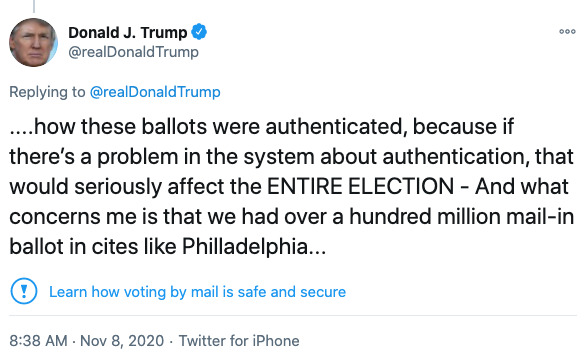 Donald J. Trump
@realDonaldTrump
Replying to @realDonaldTrump
....how these ballots were authenticated, because if
there's a problem in the system about authentication, that
would seriously affect the ENTIRE ELECTION - And what
concerns me is that we had over a hundred million mail-in
ballot in cites like Philladelphia...
Learn how voting by mail is safe and secure
8:38 AM · Nov 8, 2020 · Twitter for iPhone